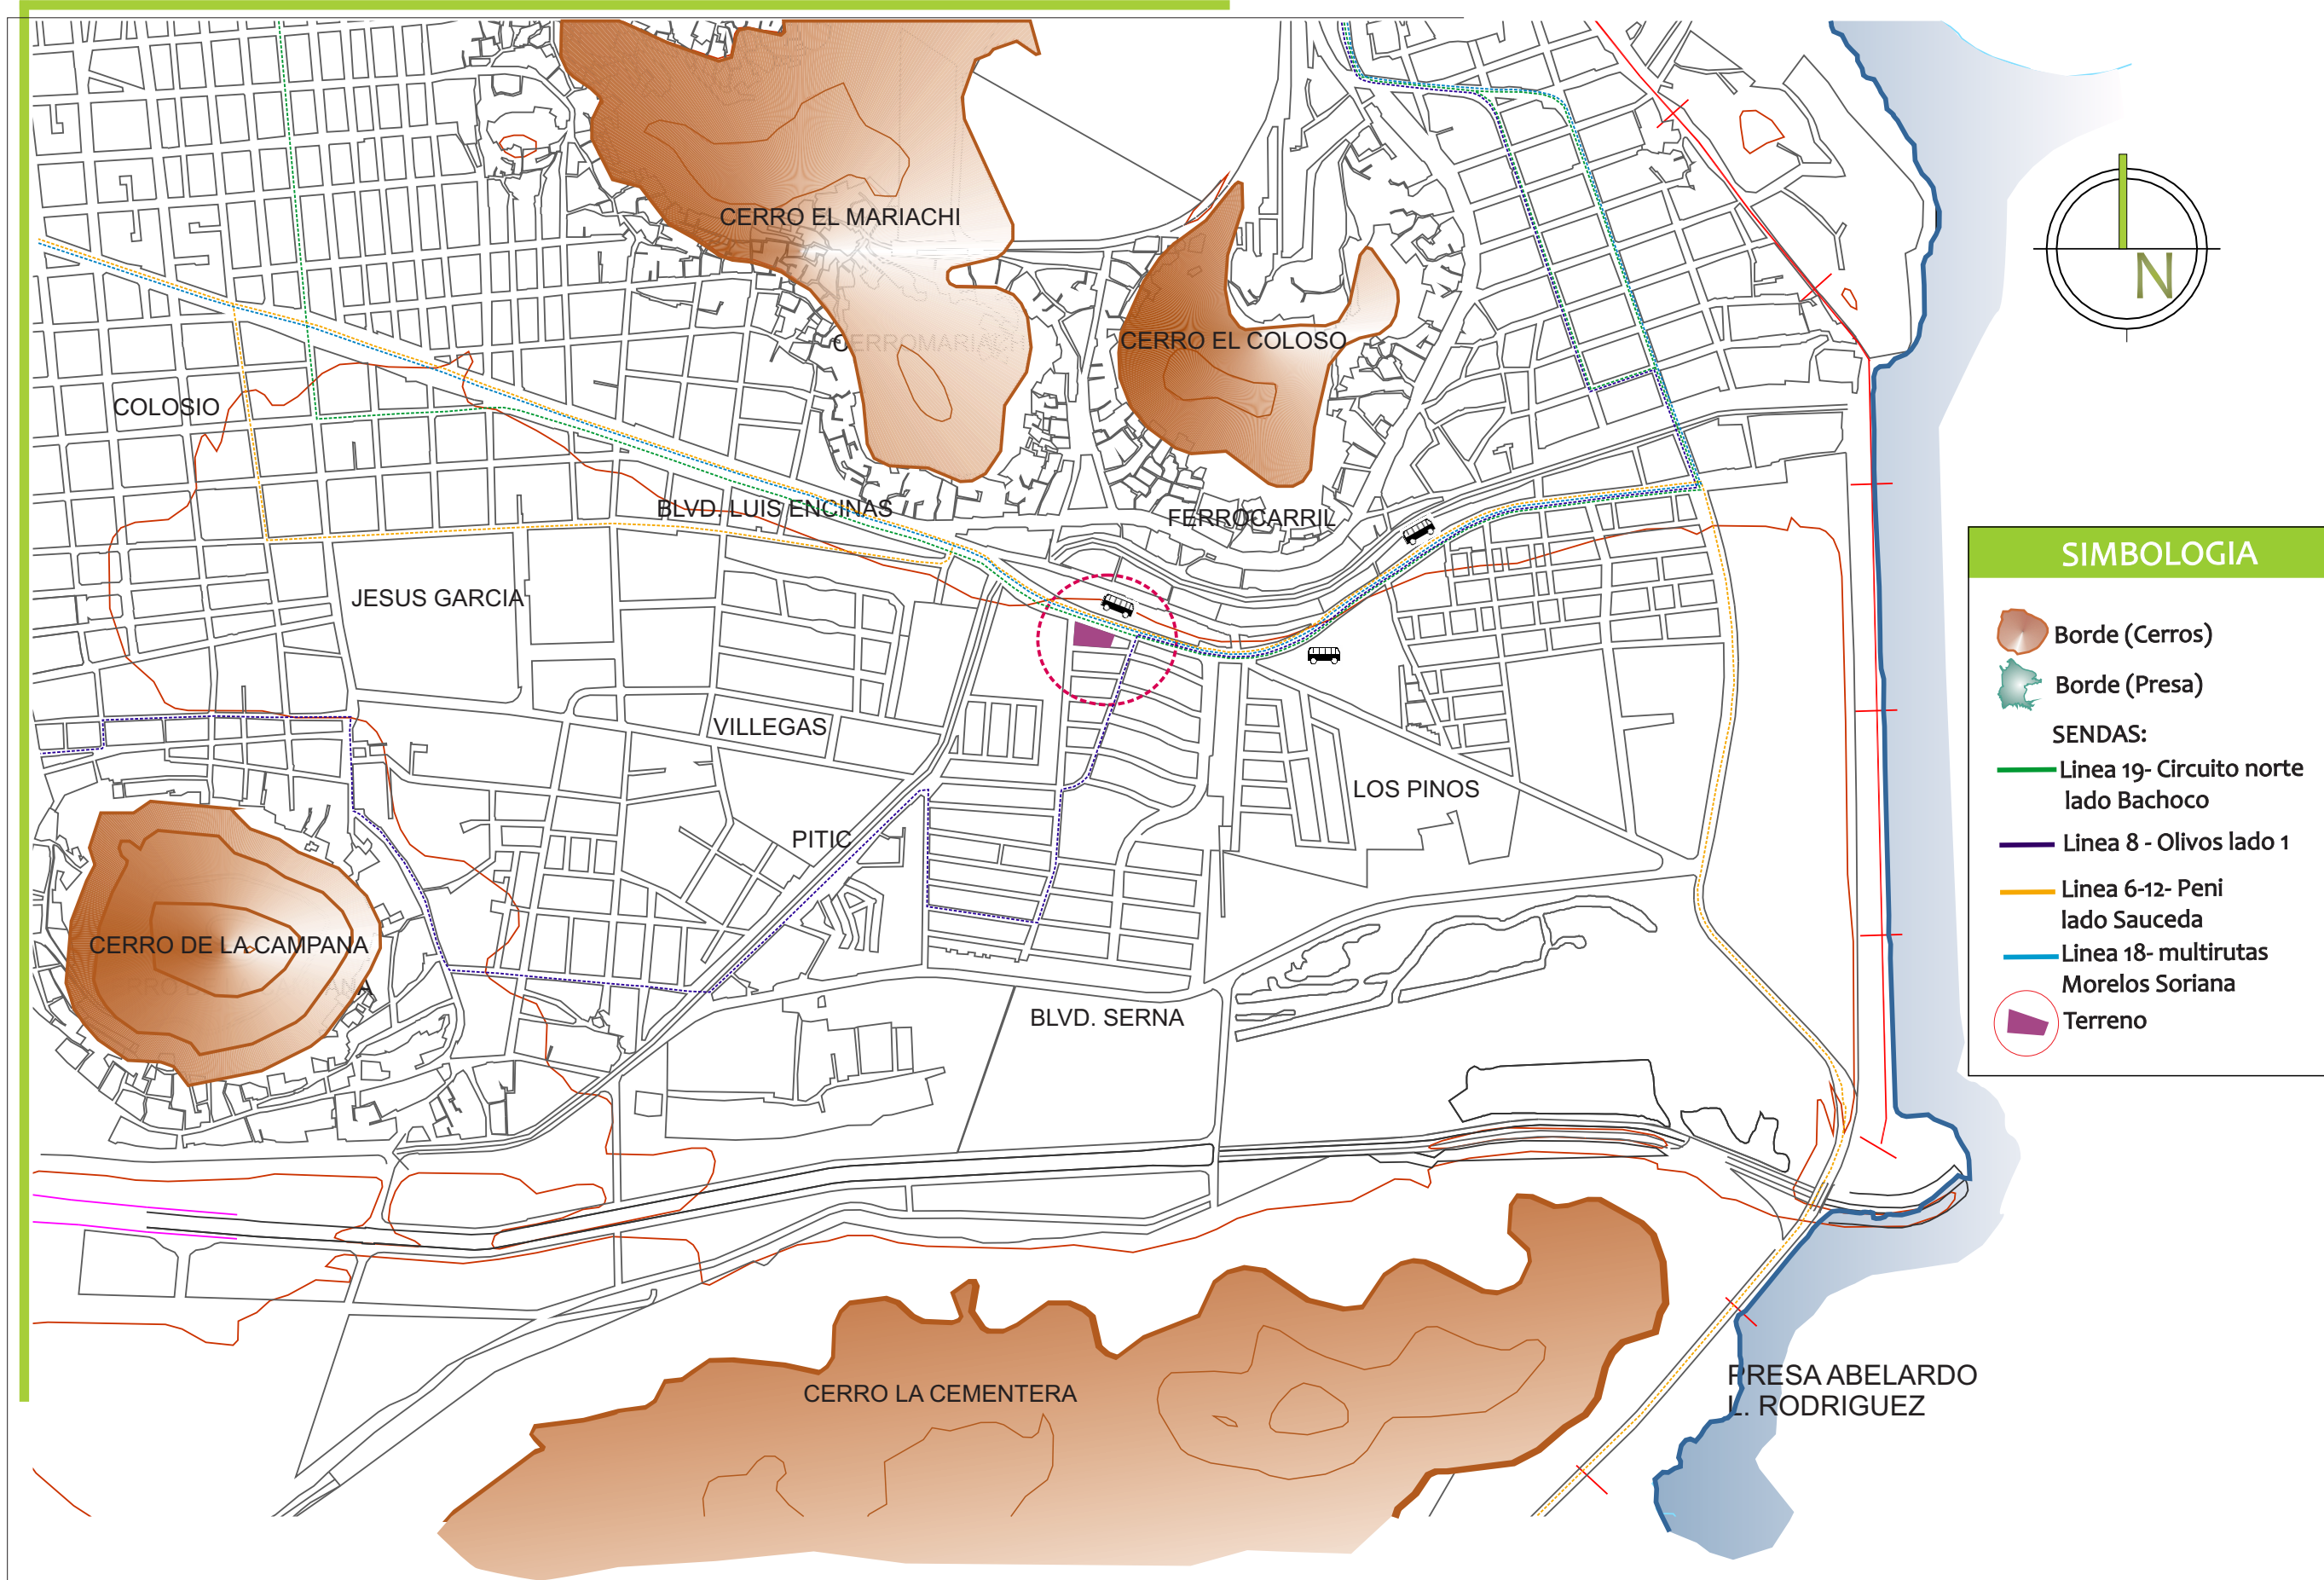 CERRO EL MARIACHI
N
CERRO EL COLOSO
CERROMARIACHI
COLOSIO
BLVD. LUIS ENCINAS
FERROCARRIL
SIMBOLOGIA
Borde (Cerros)
Borde (Presa)
SENDAS:
Linea 19- Circuito norte
lado Bachoco
Linea 8 - Olivos lado 1
Linea 6-12- Peni
lado Sauceda
Linea 18- multirutas
Morelos Soriana
Terreno
JESUS GARCIA
VILLEGAS
LOS PINOS
PITIC
CERRO DE LA CAMPANA
BLVD. SERNA
CERRO LA CEMENTERA
PRESA ABELARDO
L. RODRIGUEZ